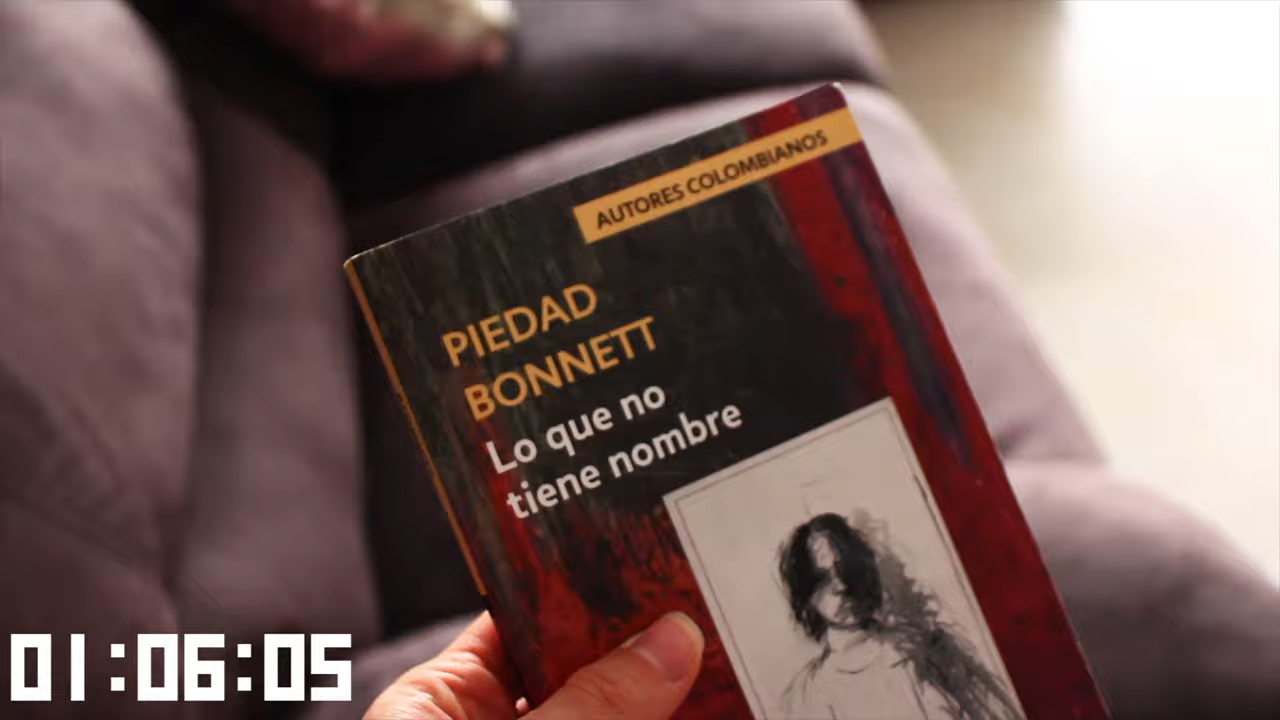 AUTORES COLOMBIANOS
PIEDAD
BONNETT
Lo que no
tiene nombre
01:06:05